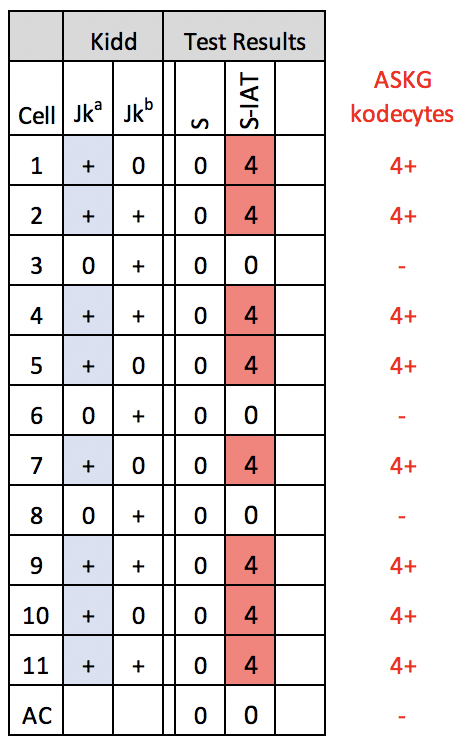 Kidd Test Results
Cell Jkᵃ Jkᵇ S S-IAT ASKG kodecytes
1 + 0 0 4 4+
2 + + 0 4 4+
3 0 + 0 0 -
4 + + 0 4 4+
5 + 0 0 4 4+
6 0 + 0 0 -
7 + 0 0 4 4+
8 0 + 0 0 -
9 + + 0 4 4+
10 + 0 0 4 4+
11 + + 0 4 4+
AC 0 0 -